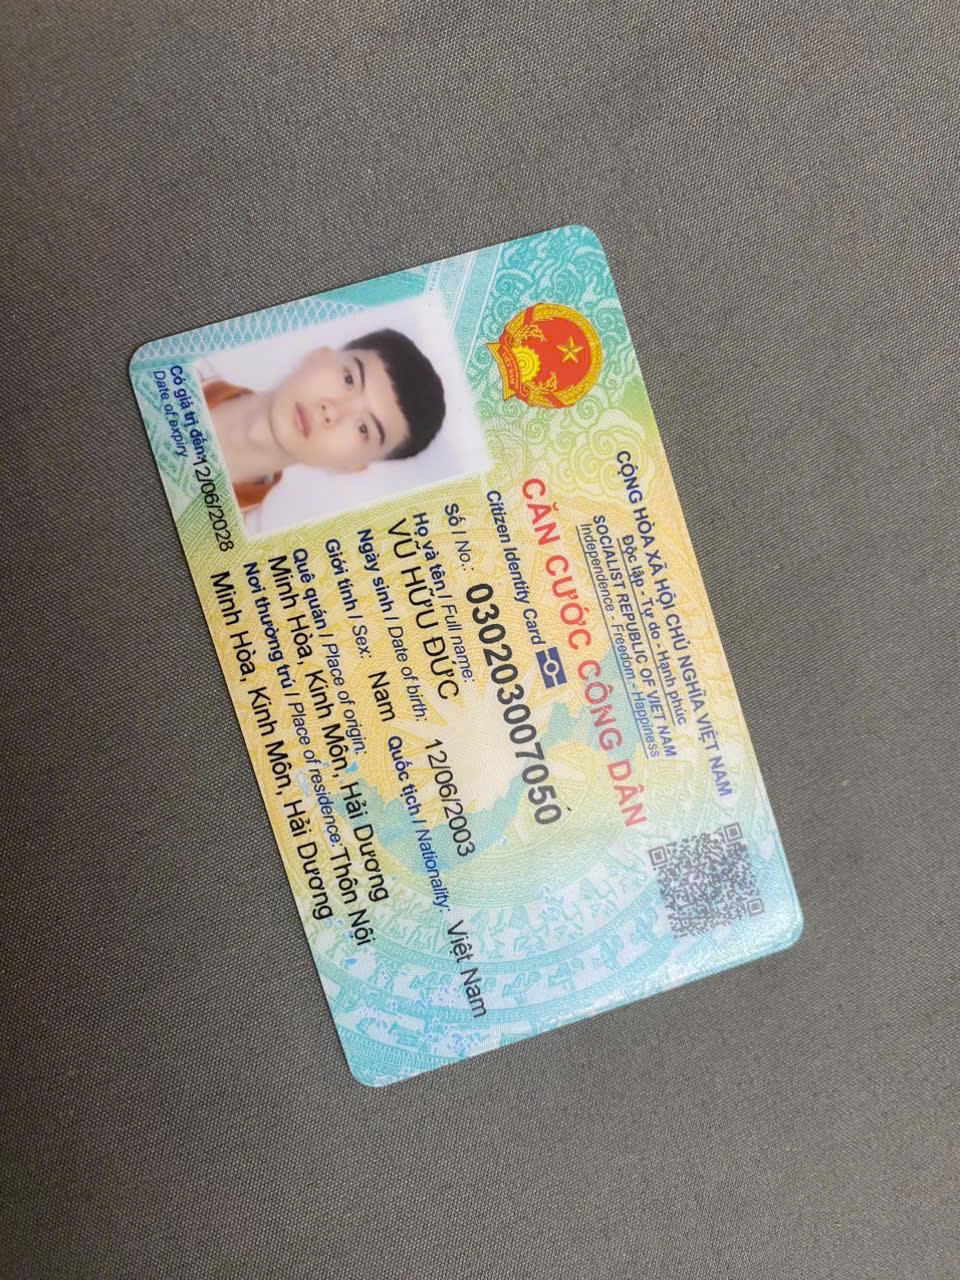 CỘNG HÒA XÃ HỘI CHỦ NGHĨA VIỆT NAM
Độc lập - Tự do - Hạnh phúc
SOCIALIST REPUBLIC OF VIET NAM
Independence - Freedom - Happiness
CĂN CƯỚC CÔNG DÂN
Citizen Identity Card
Số / No.: 030203007050
Họ và tên / Full name:
VŨ HỮU ĐỨC
Ngày sinh / Date of birth: 12/06/2003
Giới tính / Sex: Nam Quốc tịch / Nationality: Việt Nam
Quê quán / Place of origin:
Minh Hòa, Kinh Môn, Hải Dương
Nơi thường trú / Place of residence: Thôn Nội
Minh Hòa, Kinh Môn, Hải Dương
Có giá trị đến: 12/06/2028
Date of expiry
VIỆT NAM